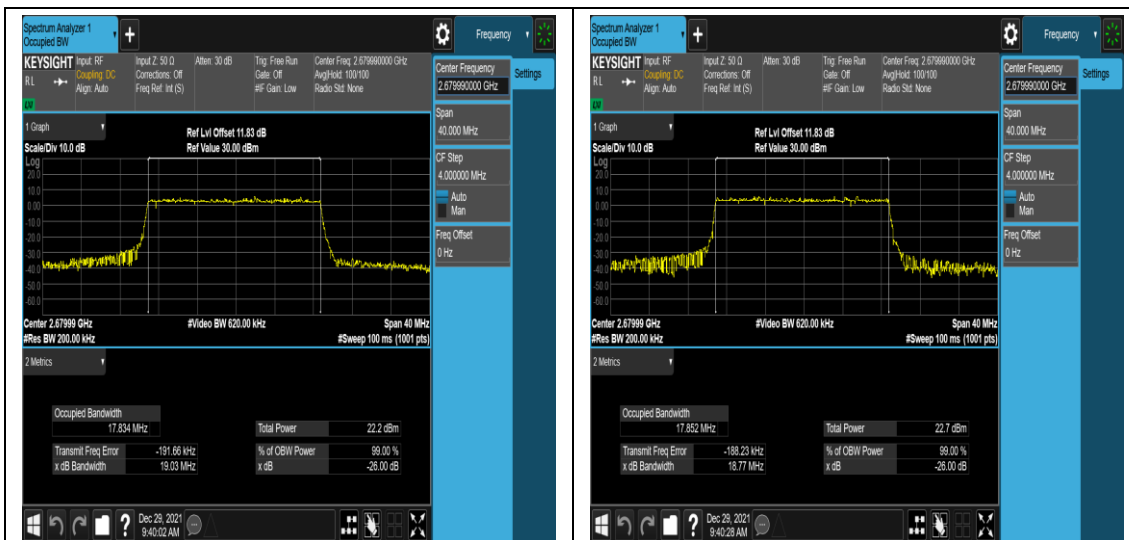 Spectrum Analyzer 1
Occupied BW
Frequency
KEYSIGHT
R L
Input: RF
Coupling: DC
Align: Auto
Input Z: 50 Ω
Corrections: Off
Freq Ref: Int (S)
Atten: 30 dB
Trig: Free Run
Gate: Off
#IF Gain: Low
Center Freq: 2.679990000 GHz
Avg|Hold: 100/100
Radio Std: None
Center Frequency
2.679990000 GHz
Settings
Span
40.000 MHz
CF Step
4.000000 MHz
Auto
Man
Freq Offset
0 Hz
1 Graph
Scale/Div 10.0 dB
Ref Lvl Offset 11.83 dB
Ref Value 30.00 dBm
Log
20.0
10.0
0.00
-10.0
-20.0
-30.0
-40.0
-50.0
-60.0
Center 2.67999 GHz
#Res BW 200.00 kHz
#Video BW 620.00 kHz
Span 40 MHz
#Sweep 100 ms (1001 pts)
2 Metrics
Occupied Bandwidth
17.834 MHz
Total Power 22.2 dBm
Transmit Freq Error -191.66 kHz
% of OBW Power 99.00 %
x dB Bandwidth 19.03 MHz
x dB -26.00 dB
?
Dec 29, 2021
9:40:02 AM
Spectrum Analyzer 1
Occupied BW
Frequency
KEYSIGHT
R L
Input: RF
Coupling: DC
Align: Auto
Input Z: 50 Ω
Corrections: Off
Freq Ref: Int (S)
Atten: 30 dB
Trig: Free Run
Gate: Off
#IF Gain: Low
Center Freq: 2.679990000 GHz
Avg|Hold: 100/100
Radio Std: None
Center Frequency
2.679990000 GHz
Settings
Span
40.000 MHz
CF Step
4.000000 MHz
Auto
Man
Freq Offset
0 Hz
1 Graph
Scale/Div 10.0 dB
Ref Lvl Offset 11.83 dB
Ref Value 30.00 dBm
Log
20.0
10.0
0.00
-10.0
-20.0
-30.0
-40.0
-50.0
-60.0
Center 2.67999 GHz
#Res BW 200.00 kHz
#Video BW 620.00 kHz
Span 40 MHz
#Sweep 100 ms (1001 pts)
2 Metrics
Occupied Bandwidth
17.852 MHz
Total Power 22.7 dBm
Transmit Freq Error -188.23 kHz
% of OBW Power 99.00 %
x dB Bandwidth 18.77 MHz
x dB -26.00 dB
?
Dec 29, 2021
9:40:28 AM